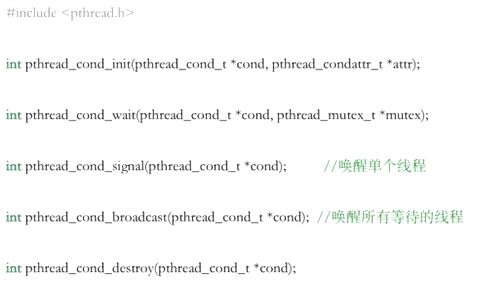 #include <pthread.h>
int pthread_cond_init(pthread_cond_t *cond, pthread_condattr_t *attr);
int pthread_cond_wait(pthread_cond_t *cond, pthread_mutex_t *mutex);
int pthread_cond_signal(pthread_cond_t *cond); //唤醒单个线程
int pthread_cond_broadcast(pthread_cond_t *cond); //唤醒所有等待的线程
int pthread_cond_destroy(pthread_cond_t *cond);